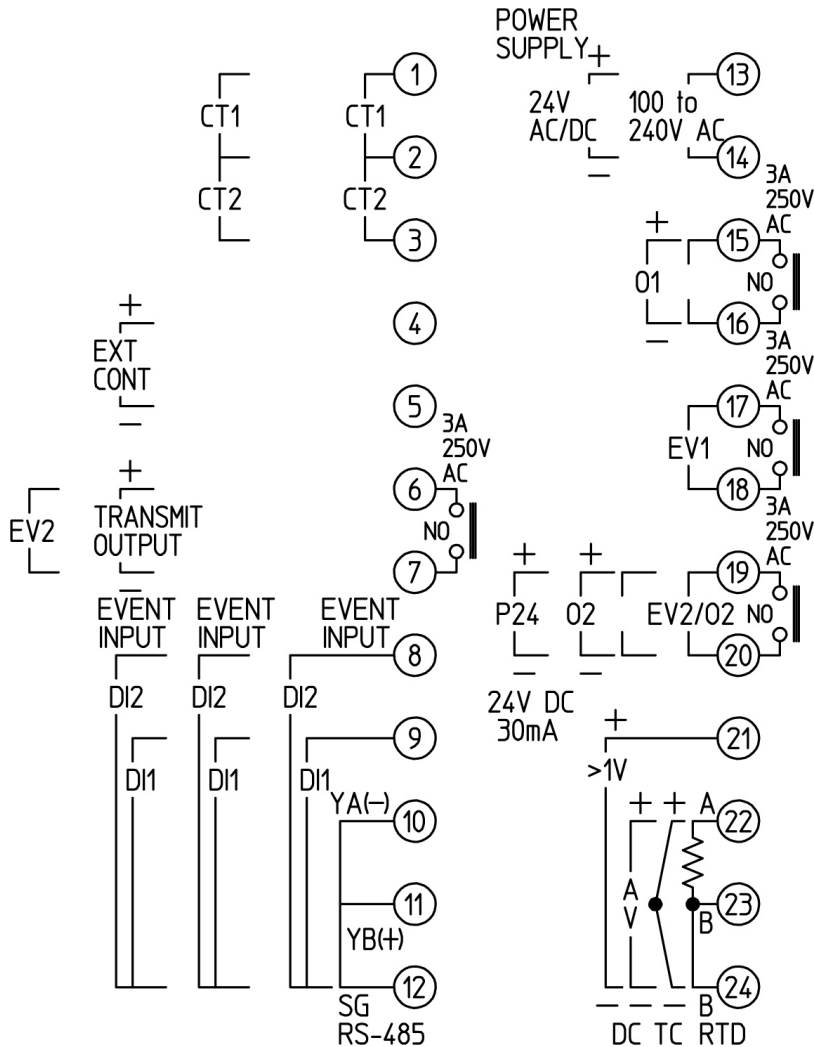 POWER
SUPPLY
+
1
13
CT1
CT1
24V
AC/DC
100 to
240V AC
2
14
−
3A
250V
AC
CT2
CT2
3
+
15
O1
NO
+
4
16
−
3A
250V
AC
EXT
CONT
−
5
17
3A
250V
AC
EV1
NO
+
6
18
3A
250V
AC
EV2
TRANSMIT
OUTPUT
NO
−
7
+
+
19
P24
O2
EV2/O2
NO
EVENT
INPUT
EVENT
INPUT
EVENT
INPUT
8
−
−
20
DI2
DI2
DI2
24V DC
30mA
+
9
21
>1V
DI1
DI1
DI1
YA(−)
10
+
+
A
22
11
A
V
23
B
YB(+)
12
−
−
−
B
24
SG
RS-485
DC
TC
RTD